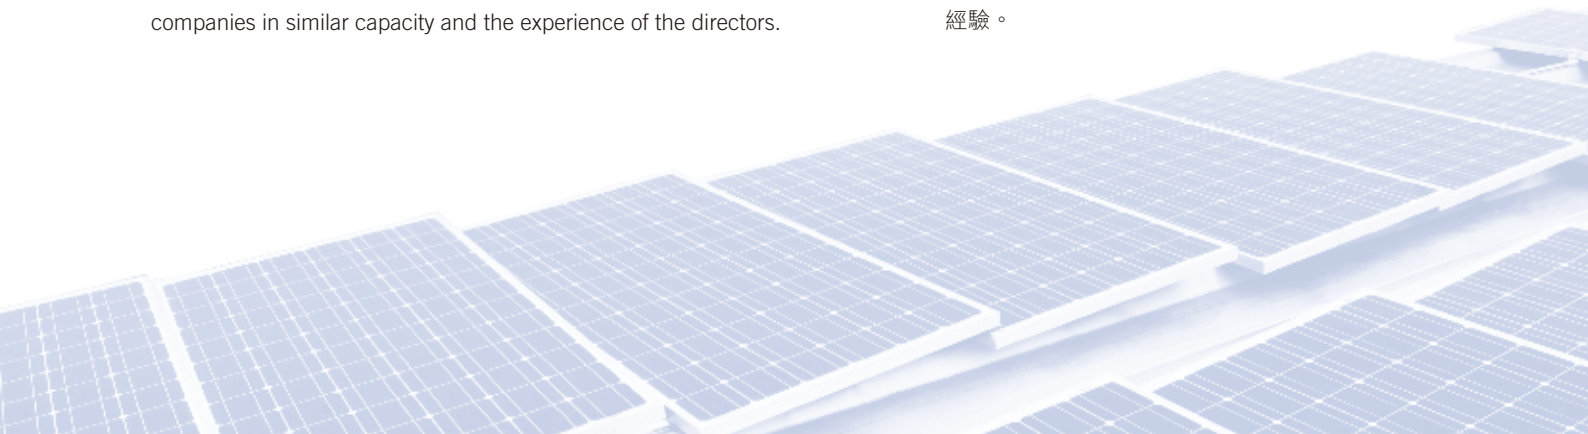 companies in similar capacity and the experience of the directors.
經驗。